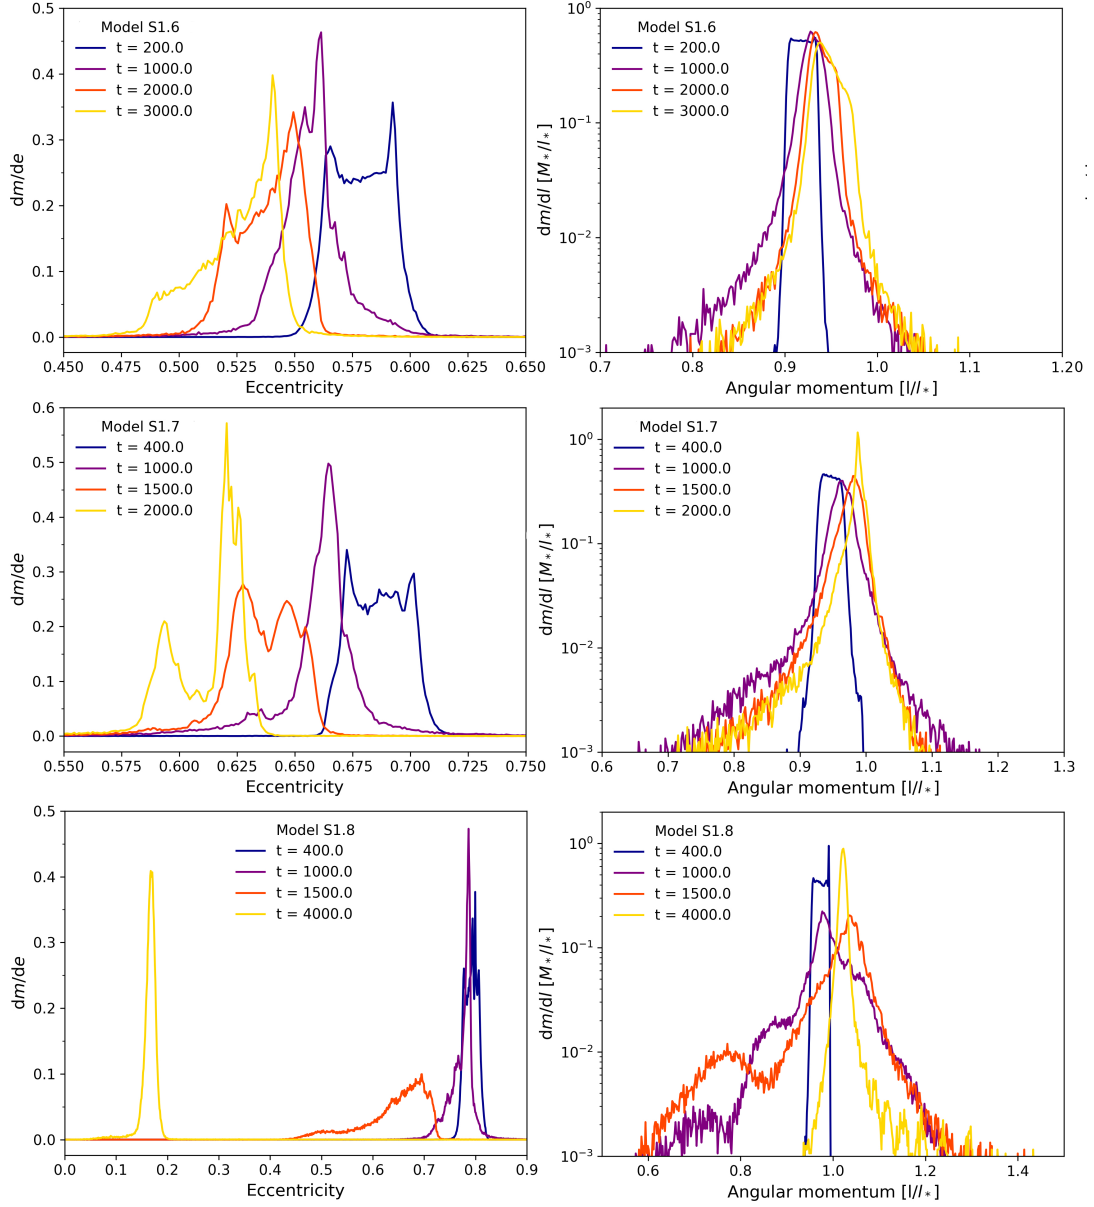 0.5
0.4
0.3
0.2
0.1
0.0
dm/de
Model S1.6
t = 200.0
t = 1000.0
t = 2000.0
t = 3000.0
0.450 0.475 0.500 0.525 0.550 0.575 0.600 0.625 0.650
Eccentricity
10⁰
10⁻¹
10⁻²
10⁻³
dm/dl [M*/l*]
Model S1.6
t = 200.0
t = 1000.0
t = 2000.0
t = 3000.0
0.7 0.8 0.9 1.0 1.1 1.20
Angular momentum [l/l*]
0.6
0.5
0.4
0.3
0.2
0.1
0.0
dm/de
Model S1.7
t = 400.0
t = 1000.0
t = 1500.0
t = 2000.0
0.550 0.575 0.600 0.625 0.650 0.675 0.700 0.725 0.750
Eccentricity
10⁰
10⁻¹
10⁻²
10⁻³
dm/dl [M*/l*]
Model S1.7
t = 400.0
t = 1000.0
t = 1500.0
t = 2000.0
0.6 0.7 0.8 0.9 1.0 1.1 1.2 1.3
Angular momentum [l/l*]
0.5
0.4
0.3
0.2
0.1
0.0
dm/de
Model S1.8
t = 400.0
t = 1000.0
t = 1500.0
t = 4000.0
0.0 0.1 0.2 0.3 0.4 0.5 0.6 0.7 0.8 0.9
Eccentricity
10⁰
10⁻¹
10⁻²
10⁻³
dm/dl [M*/l*]
Model S1.8
t = 400.0
t = 1000.0
t = 1500.0
t = 4000.0
0.6 0.8 1.0 1.2 1.4
Angular momentum [l/l*]